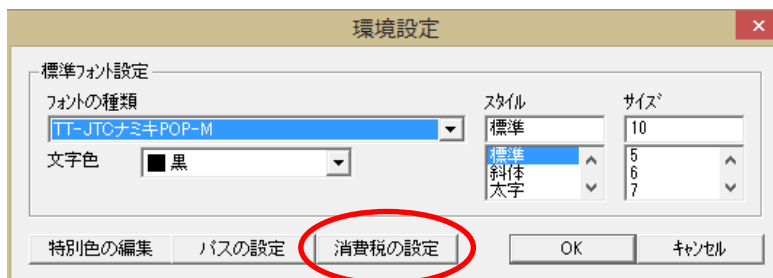 環境設定
標準フォント設定
フォントの種類 スタイル サイズ
TT-JTCナミキPOP-M 標準 10
文字色 黒 標準 5
斜体 6
太字 7
特別色の編集 パスの設定 消費税の設定 OK キャンセル